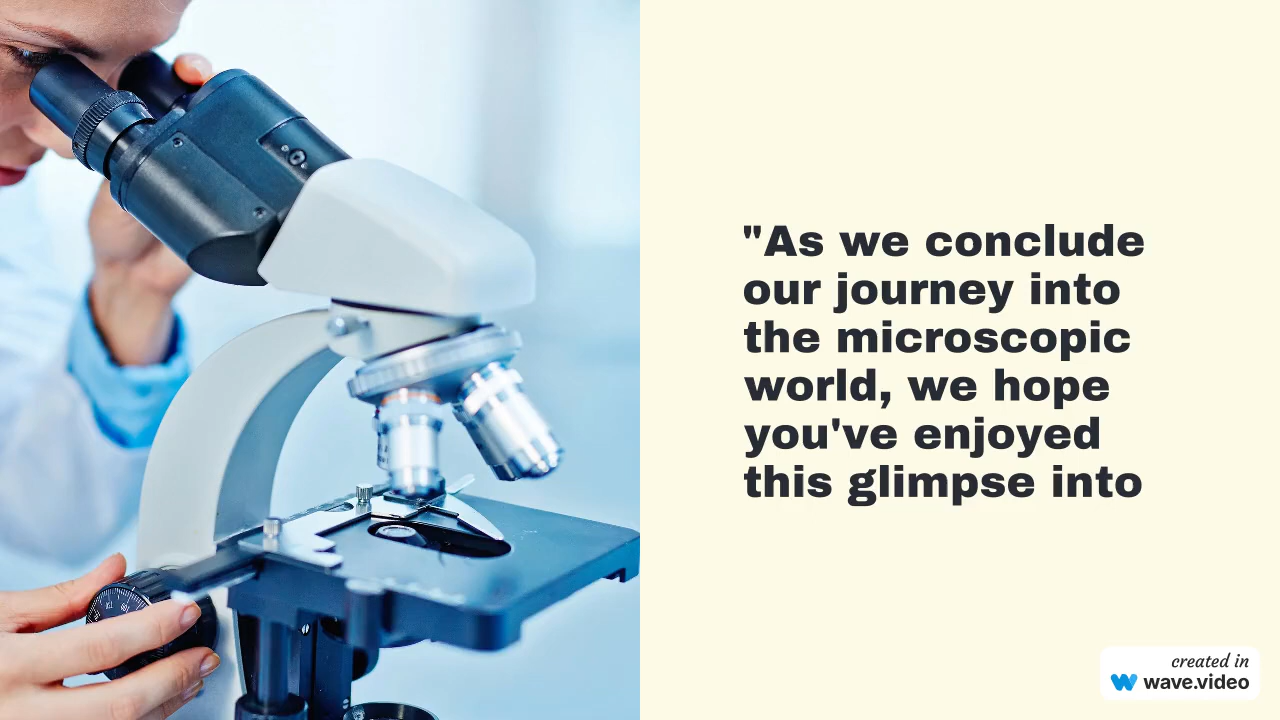 "As we conclude
our journey into
the microscopic
world, we hope
you've enjoyed
this glimpse into
created in
wave.video